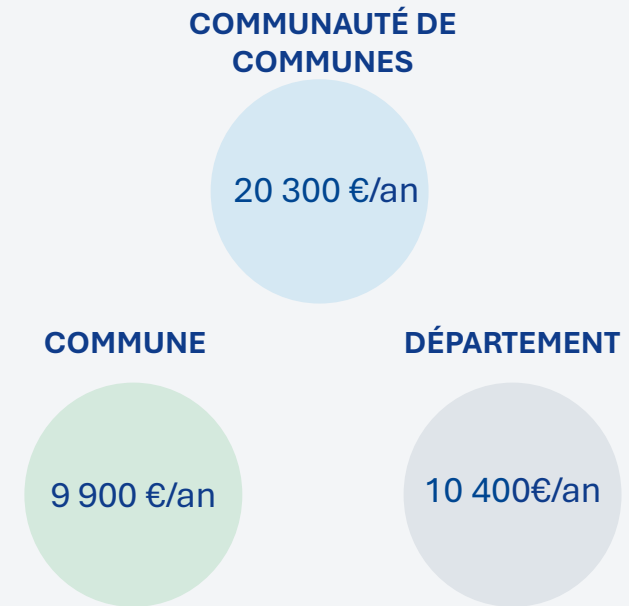 COMMUNAUTÉ DE
COMMUNES
20 300 €/an
COMMUNE
9 900 €/an
DÉPARTEMENT
10 400€/an